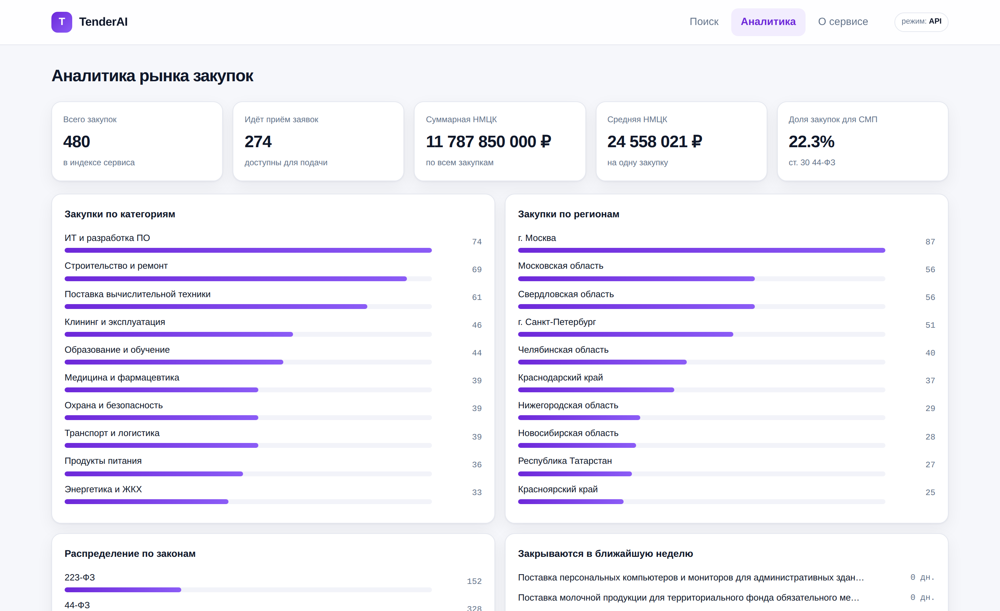 T TenderAI
Поиск Аналитика О сервисе режим: API
Аналитика рынка закупок
Всего закупок
480
в индексе сервиса
Идёт приём заявок
274
доступны для подачи
Суммарная НМЦК
11 787 850 000 ₽
по всем закупкам
Средняя НМЦК
24 558 021 ₽
на одну закупку
Доля закупок для СМП
22.3%
ст. 30 44-ФЗ
Закупки по категориям
ИТ и разработка ПО 74
Строительство и ремонт 69
Поставка вычислительной техники 61
Клининг и эксплуатация 46
Образование и обучение 44
Медицина и фармацевтика 39
Охрана и безопасность 39
Транспорт и логистика 39
Продукты питания 36
Энергетика и ЖКХ 33
Закупки по регионам
г. Москва 87
Московская область 56
Свердловская область 56
г. Санкт-Петербург 51
Челябинская область 40
Краснодарский край 37
Нижегородская область 29
Новосибирская область 28
Республика Татарстан 27
Красноярский край 25
Распределение по законам
223-ФЗ 152
44-ФЗ 328
Закрываются в ближайшую неделю
Поставка персональных компьютеров и мониторов для административных здан… 0 дн.
Поставка молочной продукции для территориального фонда обязательного ме… 0 дн.